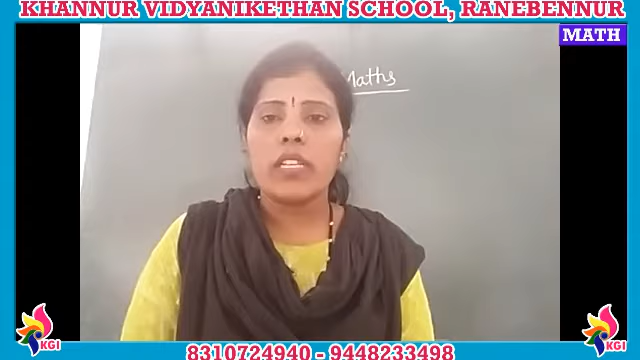 KHANNUR VIDYANIKETHAN SCHOOL, RANEBENNUR
MATH
Maths
KGI
KGI
8310724940 - 9448233498